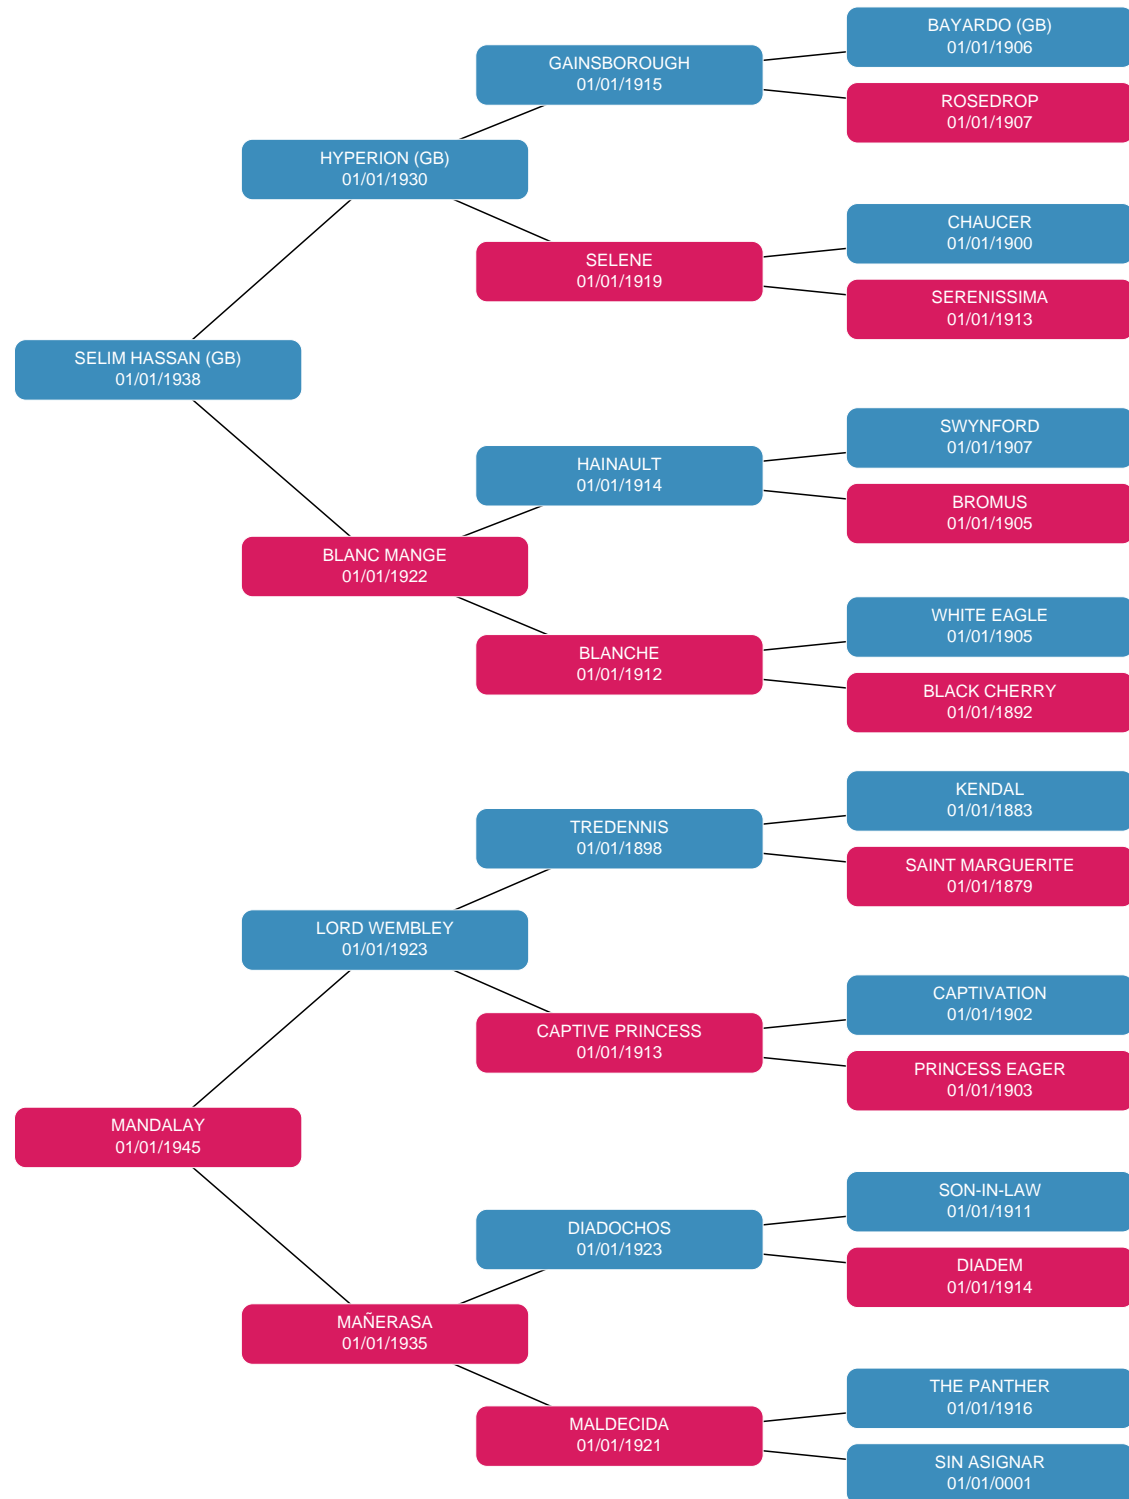 BAYARDO (GB)
01/01/1906
GAINSBOROUGH
01/01/1915
ROSEDROP
01/01/1907
HYPERION (GB)
01/01/1930
CHAUCER
01/01/1900
SELENE
01/01/1919
SERENISSIMA
01/01/1913
SELIM HASSAN (GB)
01/01/1938
SWYNFORD
01/01/1907
HAINAULT
01/01/1914
BROMUS
01/01/1905
BLANC MANGE
01/01/1922
WHITE EAGLE
01/01/1905
BLANCHE
01/01/1912
BLACK CHERRY
01/01/1892
KENDAL
01/01/1883
TREDENNIS
01/01/1898
SAINT MARGUERITE
01/01/1879
LORD WEMBLEY
01/01/1923
CAPTIVATION
01/01/1902
CAPTIVE PRINCESS
01/01/1913
PRINCESS EAGER
01/01/1903
MANDALAY
01/01/1945
SON-IN-LAW
01/01/1911
DIADOCHOS
01/01/1923
DIADEM
01/01/1914
MAÑERASA
01/01/1935
THE PANTHER
01/01/1916
MALDECIDA
01/01/1921
SIN ASIGNAR
01/01/0001